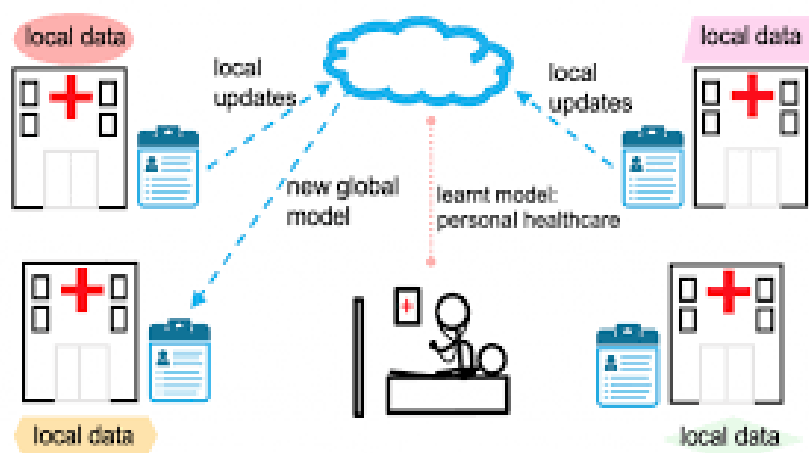 local data
local data
local
updates
local
updates
new global
model
learnt model:
personal healthcare
local data
local data